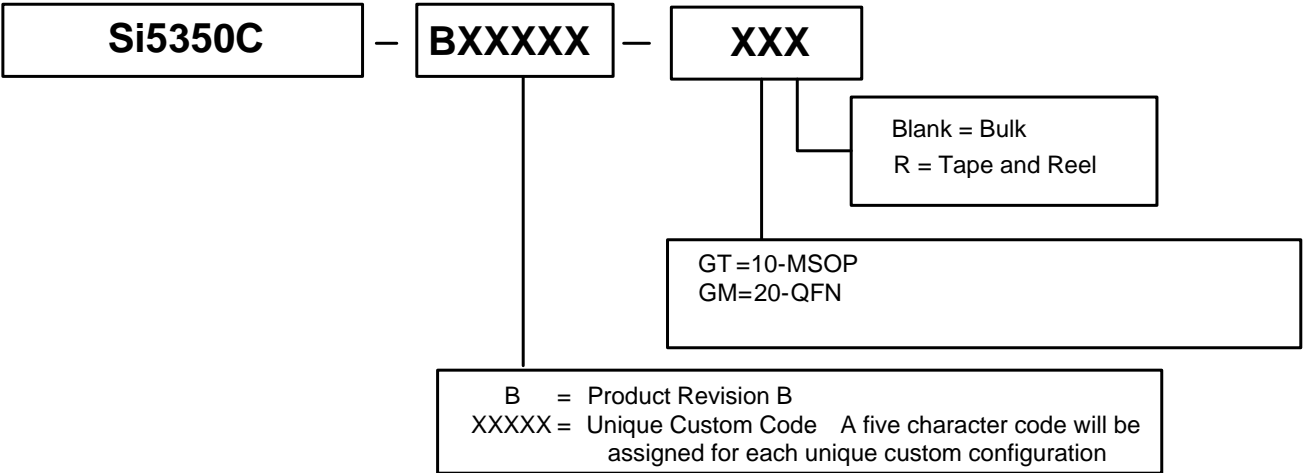 Si5350C – BXXXXX – XXX
Blank = Bulk
R = Tape and Reel
GT =10-MSOP
GM=20-QFN
B = Product Revision B
XXXXX = Unique Custom Code A five character code will be
assigned for each unique custom configuration